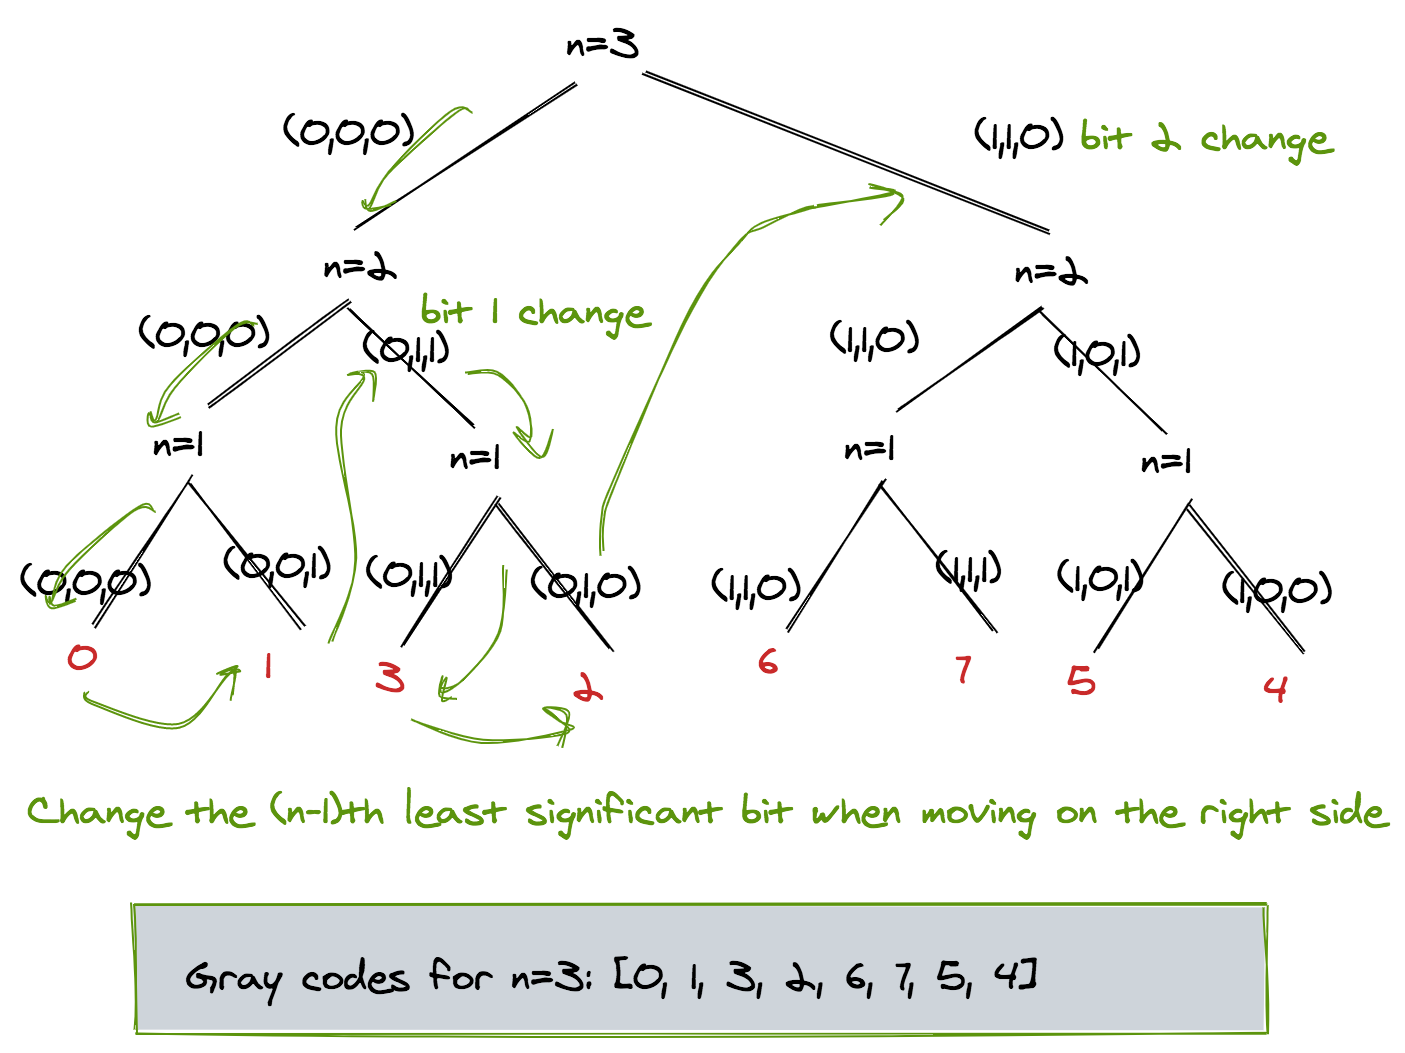 n=3
(0,0,0)
(1,1,0) bit 2 change
n=2
n=2
bit 1 change
(0,0,0)
(0,1,1)
(1,1,0)
(1,0,1)
n=1
n=1
n=1
n=1
(0,0,0)
(0,0,1)
(0,1,1)
(0,1,0)
(1,1,0)
(1,1,1)
(1,0,1)
(1,0,0)
0
1
3
2
6
7
5
4
Change the (n-1)th least significant bit when moving on the right side
Gray codes for n=3: [0, 1, 3, 2, 6, 7, 5, 4]